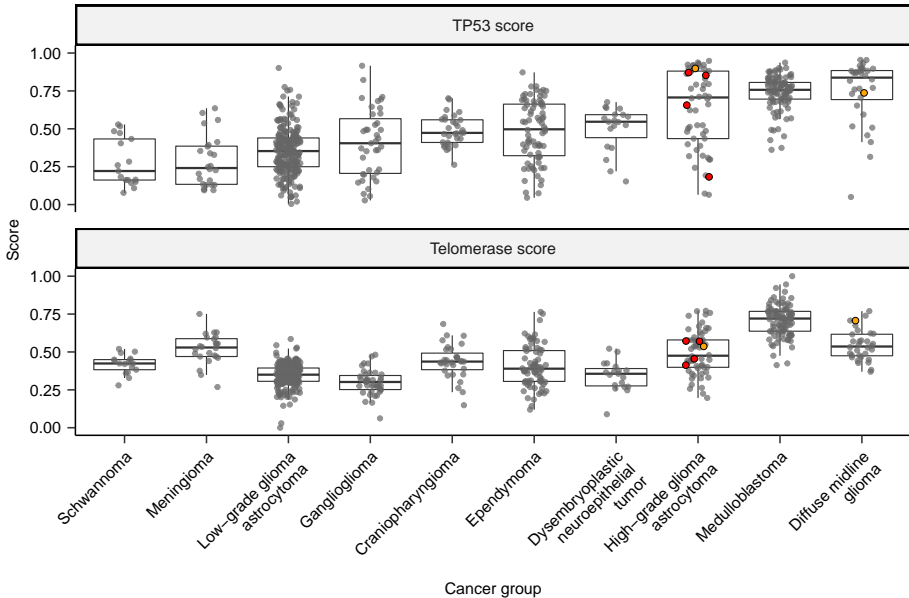 TP53 score
1.00
0.75
0.50
0.25
0.00
Score
Telomerase score
1.00
0.75
0.50
0.25
0.00
Schwannoma
Meningioma
Low−grade glioma
astrocytoma
Ganglioglioma
Craniopharyngioma
Ependymoma
Dysembryoplastic
neuroepithelial
tumor
High−grade glioma
astrocytoma
Medulloblastoma
Diffuse midline
glioma
Cancer group